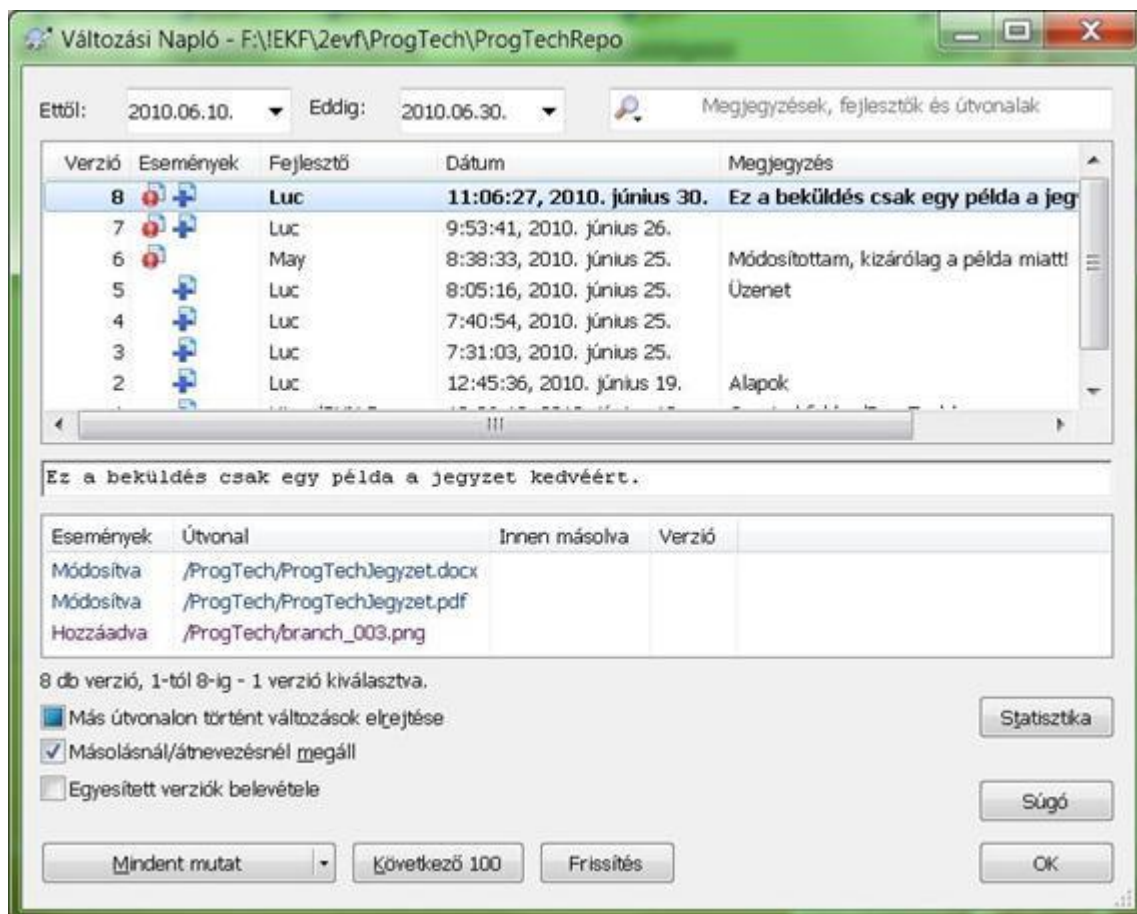 Változási Napló - F:\!EKF\2evf\ProgTech\ProgTechRepo
Ettől: 2010.06.10. Eddig: 2010.06.30. Megjegyzések, fejlesztők és útvonalak
Verzió Események Fejlesztő Dátum Megjegyzés
8 Luc 11:06:27, 2010. június 30. Ez a beküldés csak egy példa a jegy
7 Luc 9:53:41, 2010. június 26.
6 May 8:38:33, 2010. június 25. Módosítottam, kizárólag a példa miatt!
5 Luc 8:05:16, 2010. június 25. Üzenet
4 Luc 7:40:54, 2010. június 25.
3 Luc 7:31:03, 2010. június 25.
2 Luc 12:45:36, 2010. június 19. Alapok
Ez a beküldés csak egy példa a jegyzet kedvéért.
Események Útvonal Innen másolva Verzió
Módosítva /ProgTech/ProgTechJegyzet.docx
Módosítva /ProgTech/ProgTechJegyzet.pdf
Hozzáadva /ProgTech/branch_003.png
8 db verzió, 1-től 8-ig - 1 verzió kiválasztva.
Más útvonalon történt változások elrejtése
Statisztika
Másolásnál/átnevezésnél megáll
Egyesített verziók belevétele
Súgó
Mindent mutat Következő 100 Frissítés OK